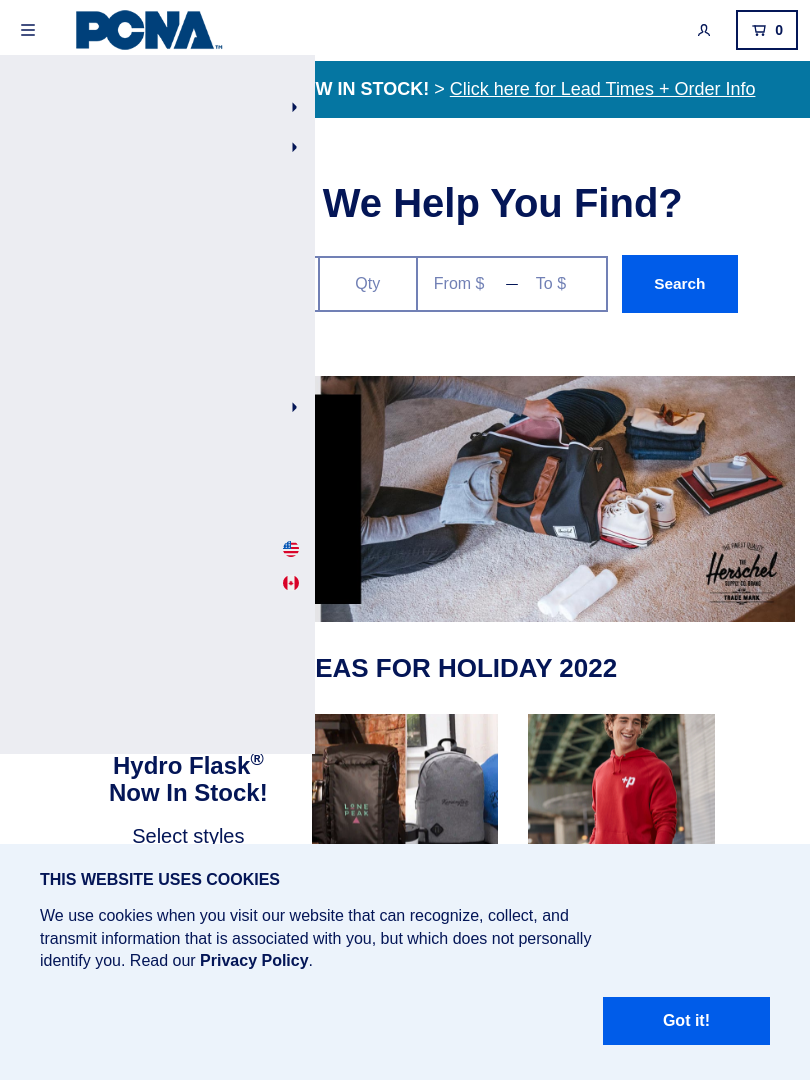 PCNA™
0
W IN STOCK! > Click here for Lead Times + Order Info
We Help You Find?
Qty
From $ — To $
Search
THE FINEST QUALITY
THE
Herschel
SUPPLY CO. BRAND
TRADE MARK
EAS FOR HOLIDAY 2022
Hydro Flask®
Now In Stock!
Select styles
LONE
PEAK
+p
THIS WEBSITE USES COOKIES
We use cookies when you visit our website that can recognize, collect, and
transmit information that is associated with you, but which does not personally
identify you. Read our Privacy Policy.
Got it!